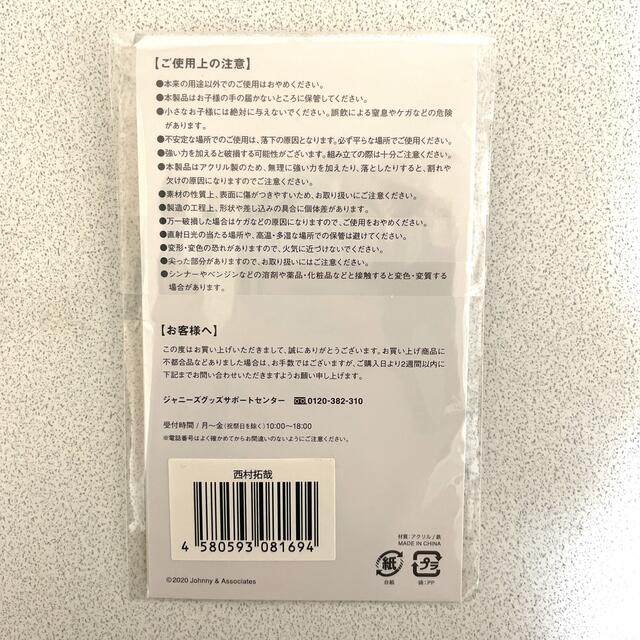 【ご使用上の注意】
●本来の用途以外でのご使用はおやめください。
●本製品はお子様の手の届かないところに保管してください。
●小さなお子様には絶対に与えないでください。誤飲による窒息やケガなどの危険
があります。
●不安定な場所でのご使用は、落下の原因となります。必ず平らな場所でご使用ください。
●強い力を加えると破損する可能性がございます。組み立ての際は十分ご注意ください。
●本製品はアクリル製のため、無理に強い力を加えたり、落としたりすると、割れや
欠けの原因になりますのでご注意ください。
●素材の性質上、表面に傷がつきやすいため、お取り扱いにご注意ください。
●製造の工程上、形状や差し込みの具合に個体差があります。
●万一破損した場合はケガなどの原因になりますので、ご使用をおやめください。
●直射日光の当たる場所や、高温・多湿な場所での保管は避けてください。
●変形・変色の恐れがありますので、火気に近づけないでください。
●尖った部分がありますので、お取り扱いにはご注意ください。
●シンナーやベンジンなどの溶剤や薬品・化粧品などと接触すると変色・変質する
場合があります。
【お客様へ】
この度はお買い上げいただきまして、誠にありがとうございます。お買い上げ商品に
不都合品などありました場合は、お手数ではございますが、ご購入日より2週間以内に
下記までお問い合わせいただきますようお願い申し上げます。
ジャニーズグッズサポートセンター 0120-382-310
受付時間 / 月〜金(祝祭日を除く)10:00〜18:00
※電話番号はよく確かめてからお間違いのないようにご注意ください。
西村拓哉
4 580593 081694
材質:アクリル / 鉄
MADE IN CHINA
紙 プラ
台紙 袋:PP
©2020 Johnny & Associates